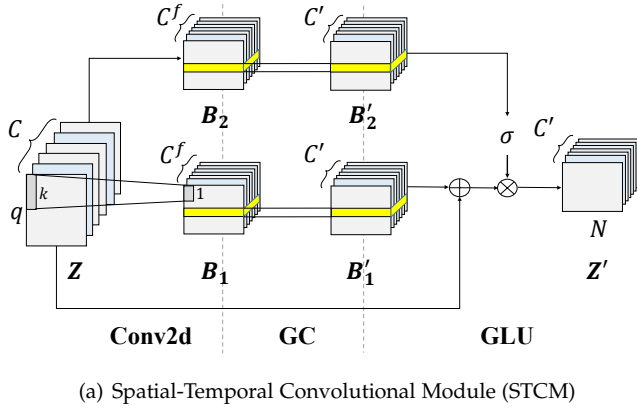 C^f C'
B_2 B'_2
C C^f C' σ C'
k 1
q
N
Z B_1 B'_1 Z'
Conv2d GC GLU
(a) Spatial-Temporal Convolutional Module (STCM)